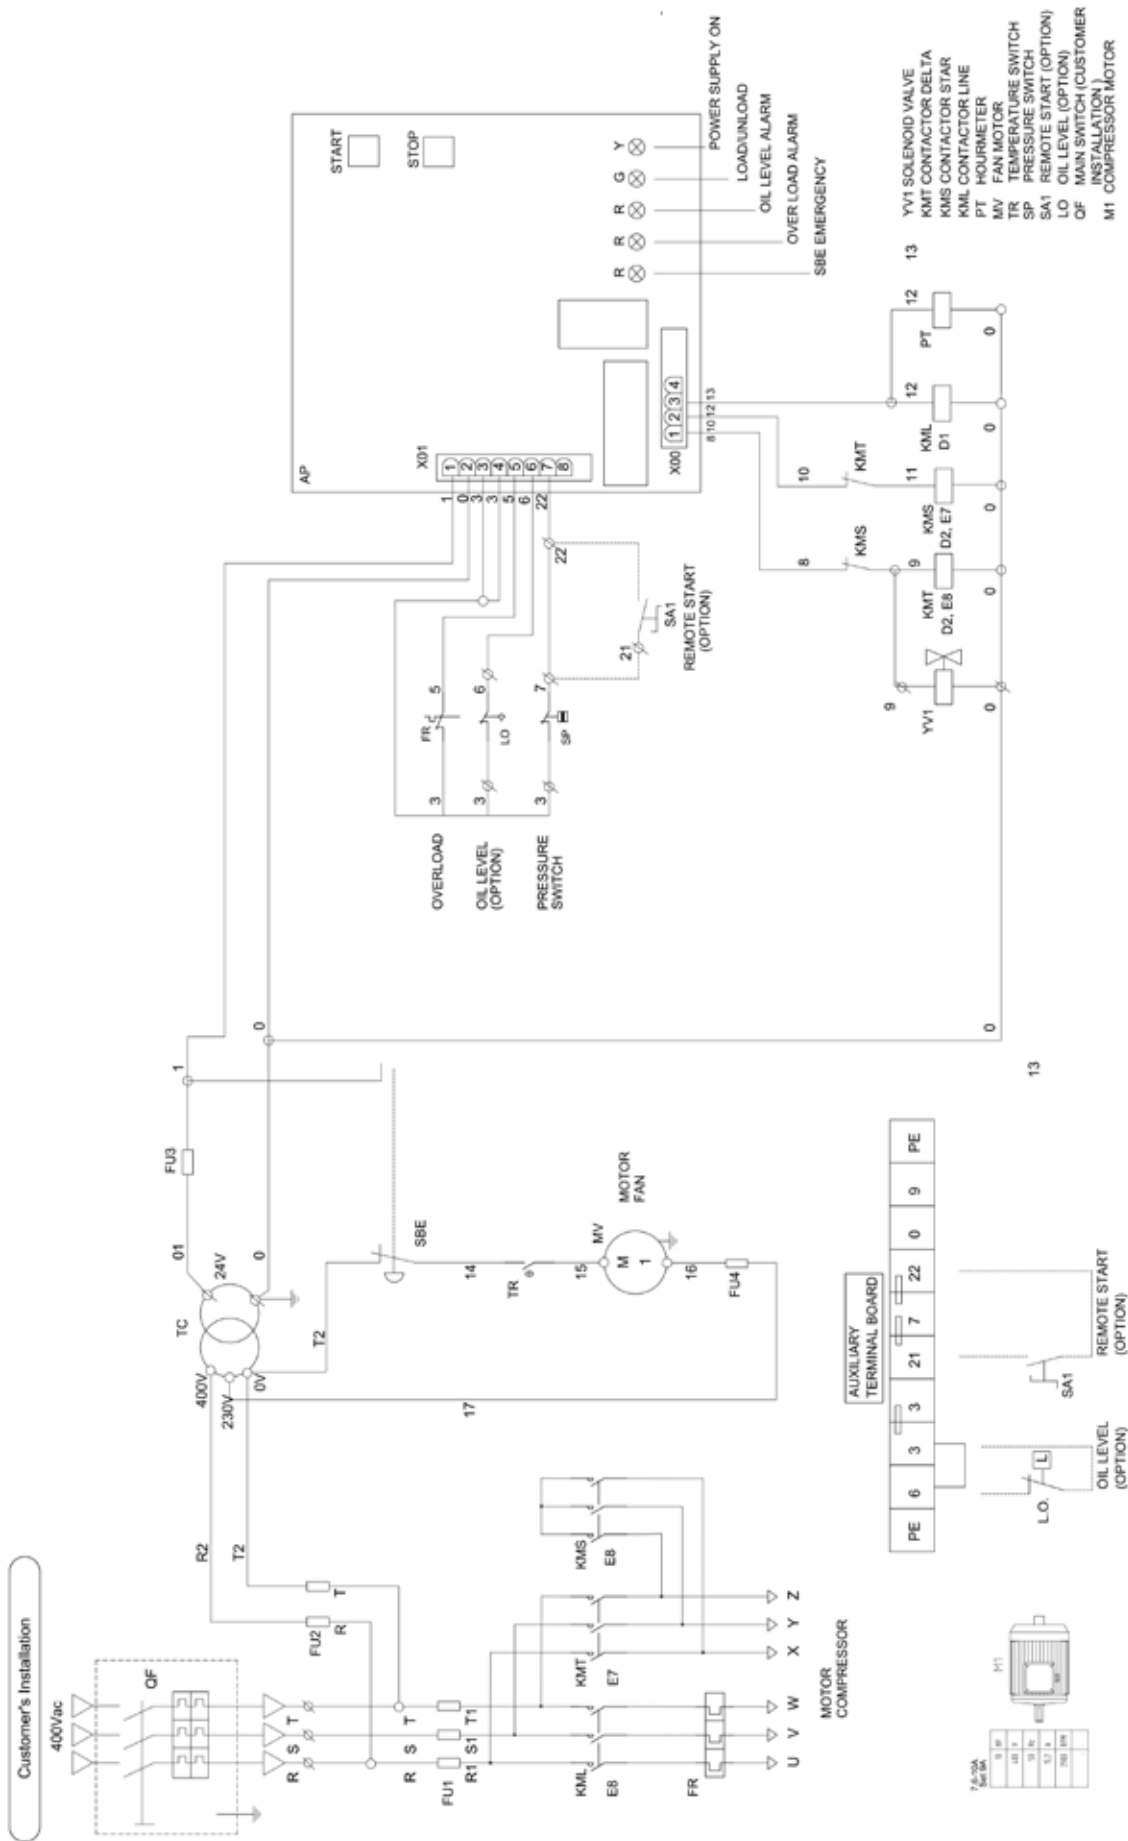 Customer's Installation
400Vac
QF
R S T
R S T
FU1
R1 S1 T1
FU2
R T
R2
T2
400V
230V
0V
TC
24V
01
0
FU3
1
0
T2
17
SBE
14
TR
15
MV
M
1
MOTOR
FAN
16
FU4
KML
E8
FR
KMT
E7
KMS
E8
U V W X Y Z
MOTOR
COMPRESSOR
OVERLOAD
OIL LEVEL
(OPTION)
PRESSURE
SWITCH
3
FR
5
3
LO
6
3
SP
7
21
SA1
22
REMOTE START
(OPTION)
AP
X01
1 2 3 4 5 6 7 8
1 0 3 3 5 6 22
START
STOP
R R R G Y
POWER SUPPLY ON
LOAD/UNLOAD
OIL LEVEL ALARM
OVER LOAD ALARM
SBE EMERGENCY
X00
1 2 3 4
8 10 12 13
8
KMS
9
9
YV1
0
KMT
D2, E8
0
10
KMT
11
KMS
D2, E7
0
12
KML
D1
0
12
PT
0
13
0
13
YV1 SOLENOID VALVE
KMT CONTACTOR DELTA
KMS CONTACTOR STAR
KML CONTACTOR LINE
PT HOURMETER
MV FAN MOTOR
TR TEMPERATURE SWITCH
SP PRESSURE SWITCH
SA1 REMOTE START (OPTION)
LO OIL LEVEL (OPTION)
QF MAIN SWITCH (CUSTOMER
INSTALLATION )
M1 COMPRESSOR MOTOR
AUXILIARY
TERMINAL BOARD
PE 6 3 3 21 7 22 0 9 PE
L.O.
L
OIL LEVEL
(OPTION)
SA1
REMOTE START
(OPTION)
M1